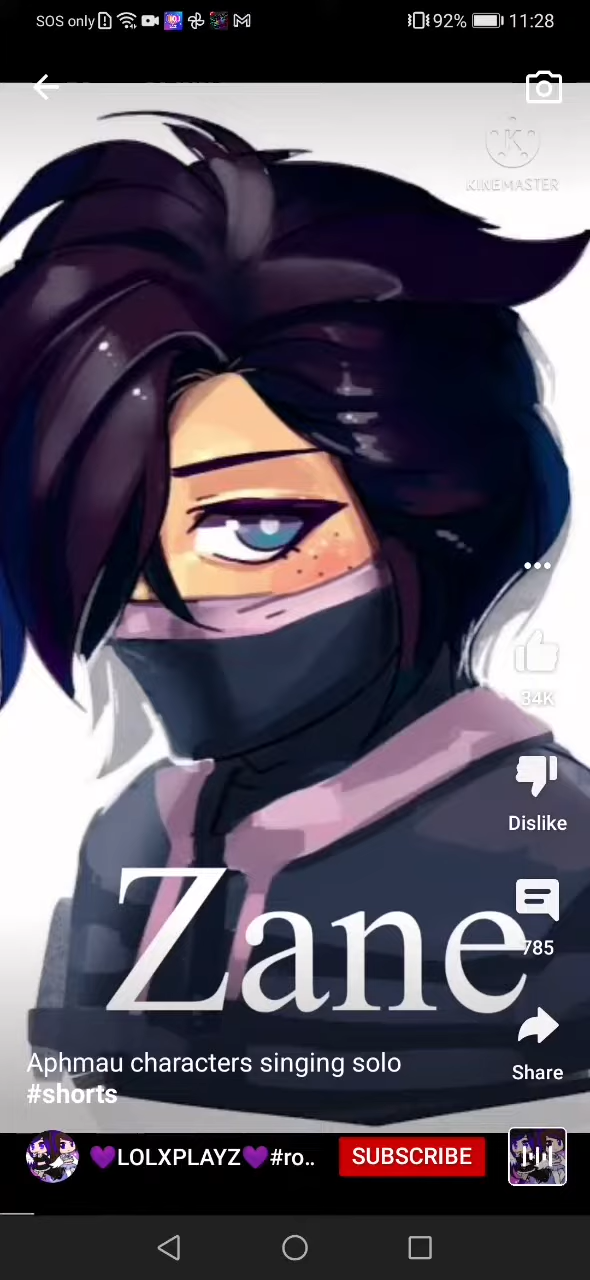 SOS only 92% 11:28
K
KINEMASTER
34K
Dislike
Zane
785
Aphmau characters singing solo
Share
#shorts
💜LOLXPLAYZ💜#ro..
SUBSCRIBE